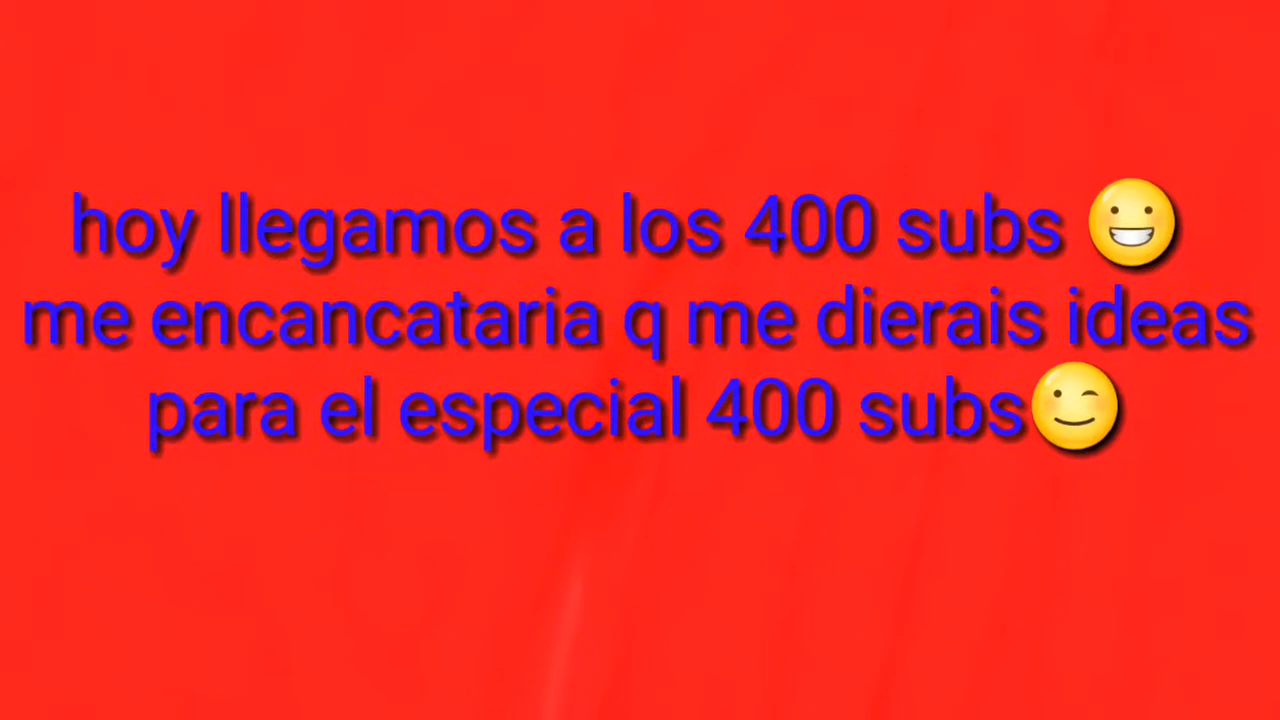 hoy llegamos a los 400 subs 😀
me encancataria q me dierais ideas
para el especial 400 subs😉